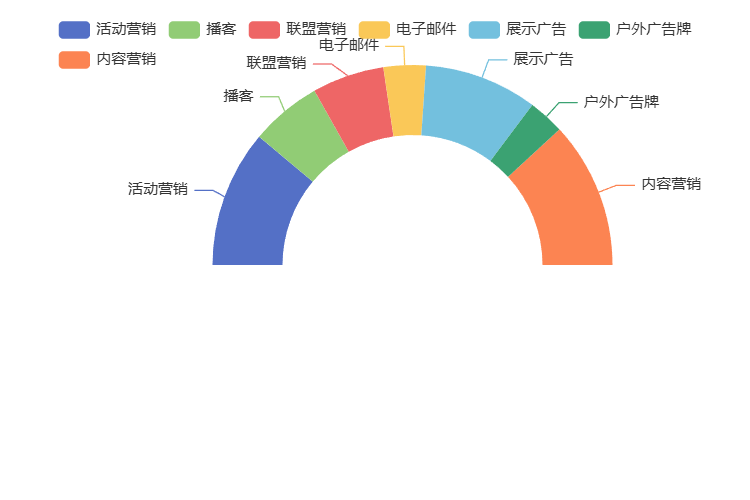 活动营销 播客 联盟营销 电子邮件 展示广告 户外广告牌
内容营销
电子邮件
联盟营销
展示广告
播客
户外广告牌
活动营销
内容营销